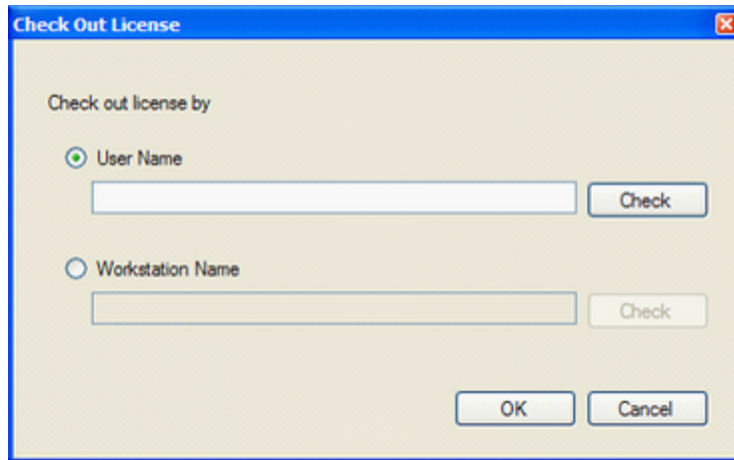 Check Out License
Check out license by
User Name
Check
Workstation Name
Check
OK Cancel